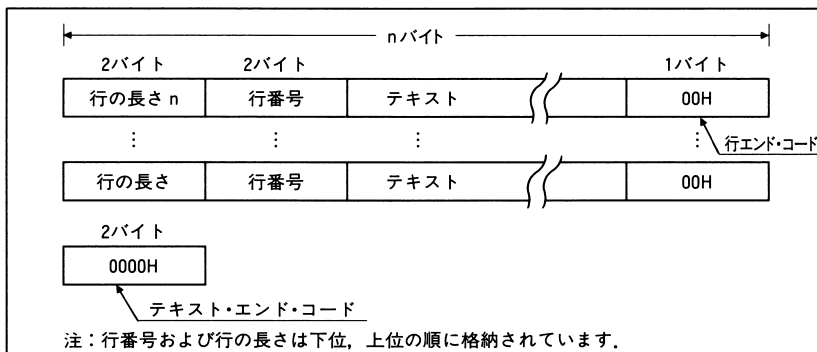 nバイト
2バイト 2バイト 1バイト
行の長さn 行番号 テキスト 00H
⋮ ⋮ ⋮ ⋮
行エンド・コード
行の長さ 行番号 テキスト 00H
2バイト
0000H
テキスト・エンド・コード
注：行番号および行の長さは下位，上位の順に格納されています．